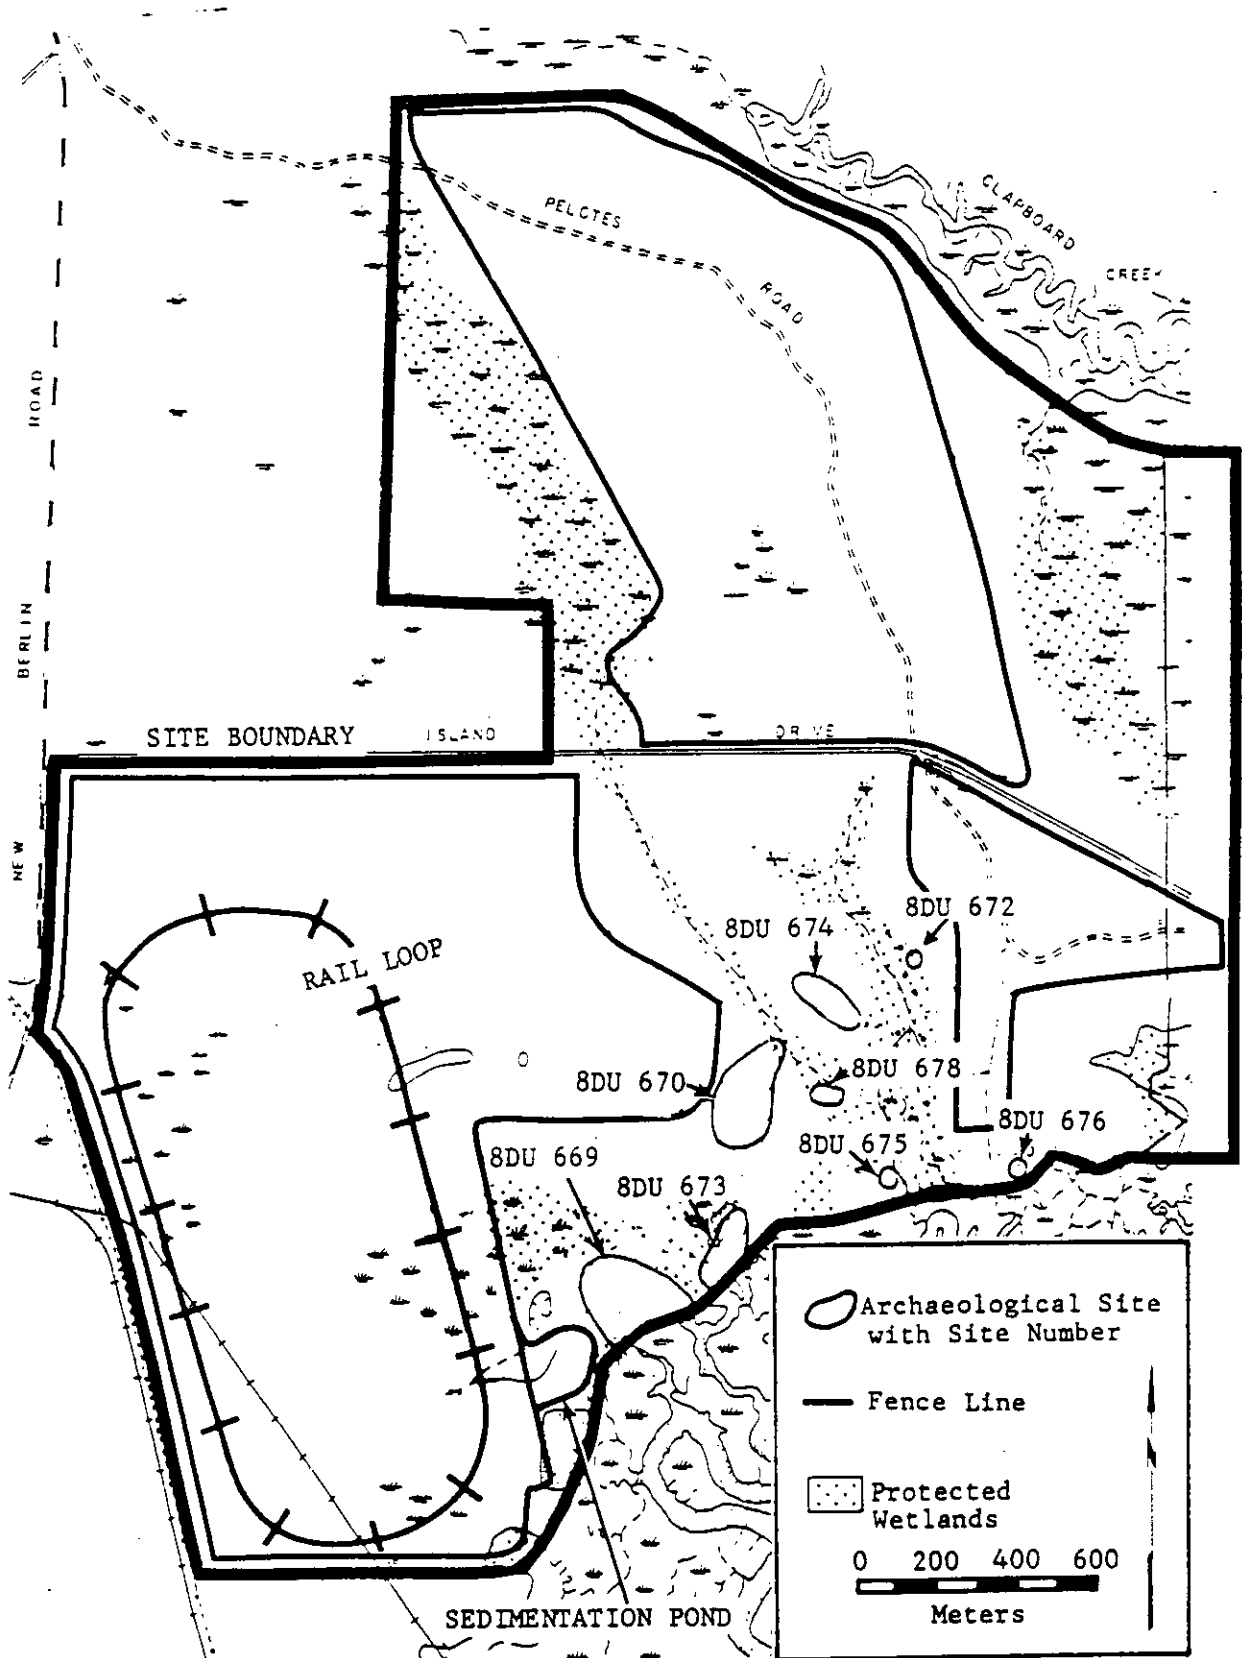 CLAPBOARD
CREEK
PELOTES
ROAD
NEW BERLIN ROAD
SITE BOUNDARY
ISLAND DRIVE
8DU 672
8DU 674
RAIL LOOP
8DU 670
8DU 678
8DU 676
8DU 675
8DU 669
8DU 673
Archaeological Site
with Site Number
Fence Line
Protected
Wetlands
0 200 400 600
Meters
SEDIMENTATION POND